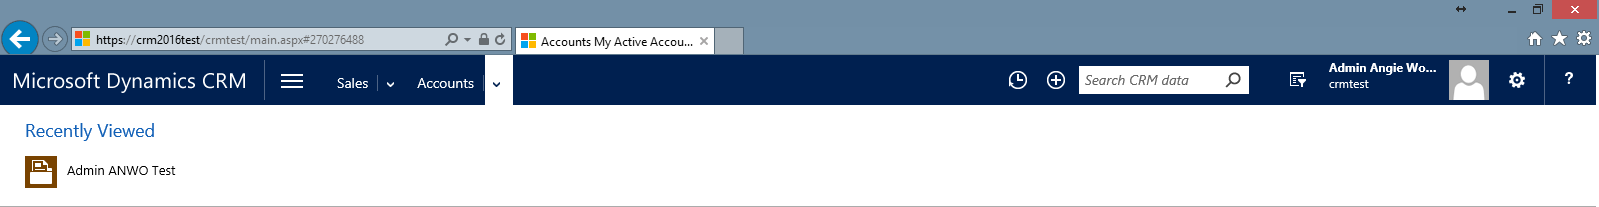 https://crm2016test/crmtest/main.aspx#270276488
Accounts My Active Accou...
Microsoft Dynamics CRM
Sales
Accounts
Search CRM data
Admin Angie Wo...
crmtest
?
Recently Viewed
Admin ANWO Test